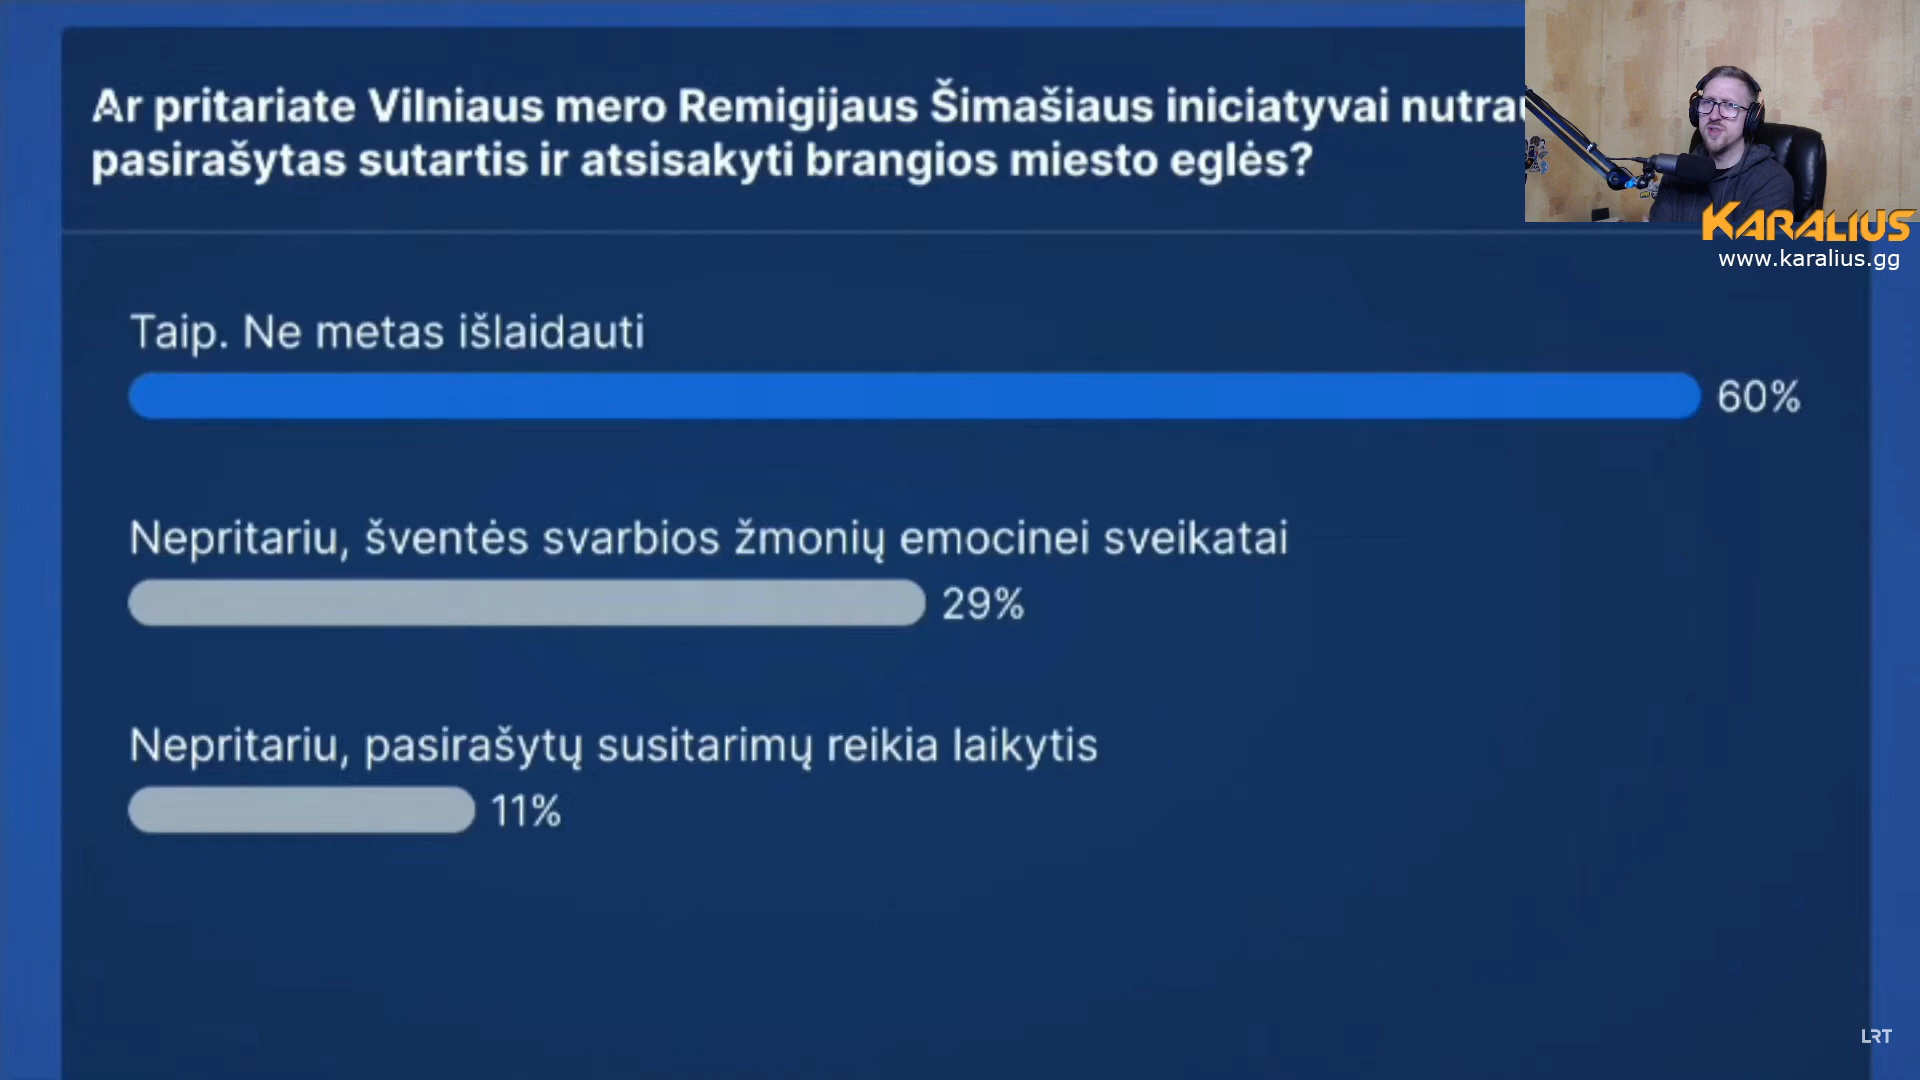 Ar pritariate Vilniaus mero Remigijaus Šimašiaus iniciatyvai
pasirašytas sutartis ir atsisakyti brangios miesto eglės?
KARALIUS
www.karalius.gg
Taip. Ne metas išlaidauti
60%
Nepritariu, šventės svarbios žmonių emocinei sveikatai
29%
Nepritariu, pasirašytų susitarimų reikia laikytis
11%
LRT